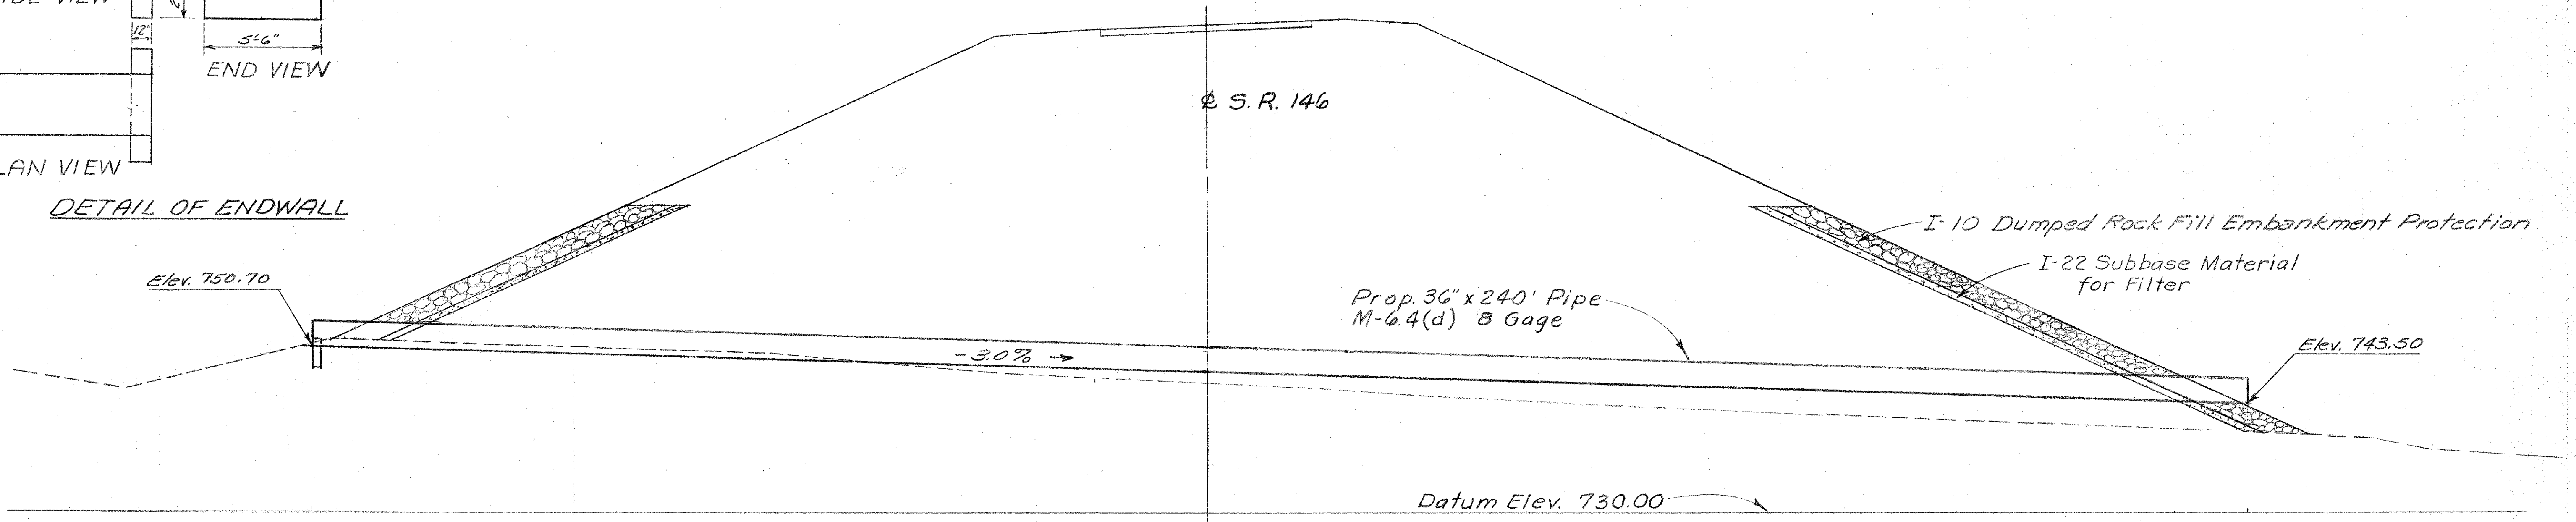 VIEW
12"
5'-6"
END VIEW
VIEW
DETAIL OF ENDWALL
℄ S.R. 146
Elev. 750.70
-3.0%
Prop. 36" x 240' Pipe
M-6.4(d) 8 Gage
I-10 Dumped Rock Fill Embankment Protection
I-22 Subbase Material
for Filter
Elev. 743.50
Datum Elev. 730.00